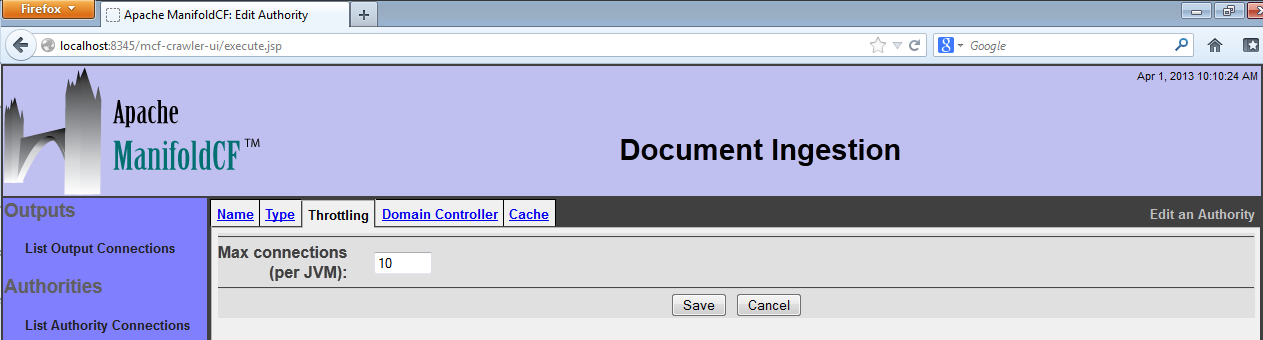 Firefox
Apache ManifoldCF: Edit Authority
localhost:8345/mcf-crawler-ui/execute.jsp
Google
Apr 1, 2013 10:10:24 AM
Apache
ManifoldCF™
Document Ingestion
Outputs
List Output Connections
Authorities
List Authority Connections
Name Type Throttling Domain Controller Cache
Edit an Authority
Max connections
(per JVM):
10
Save Cancel